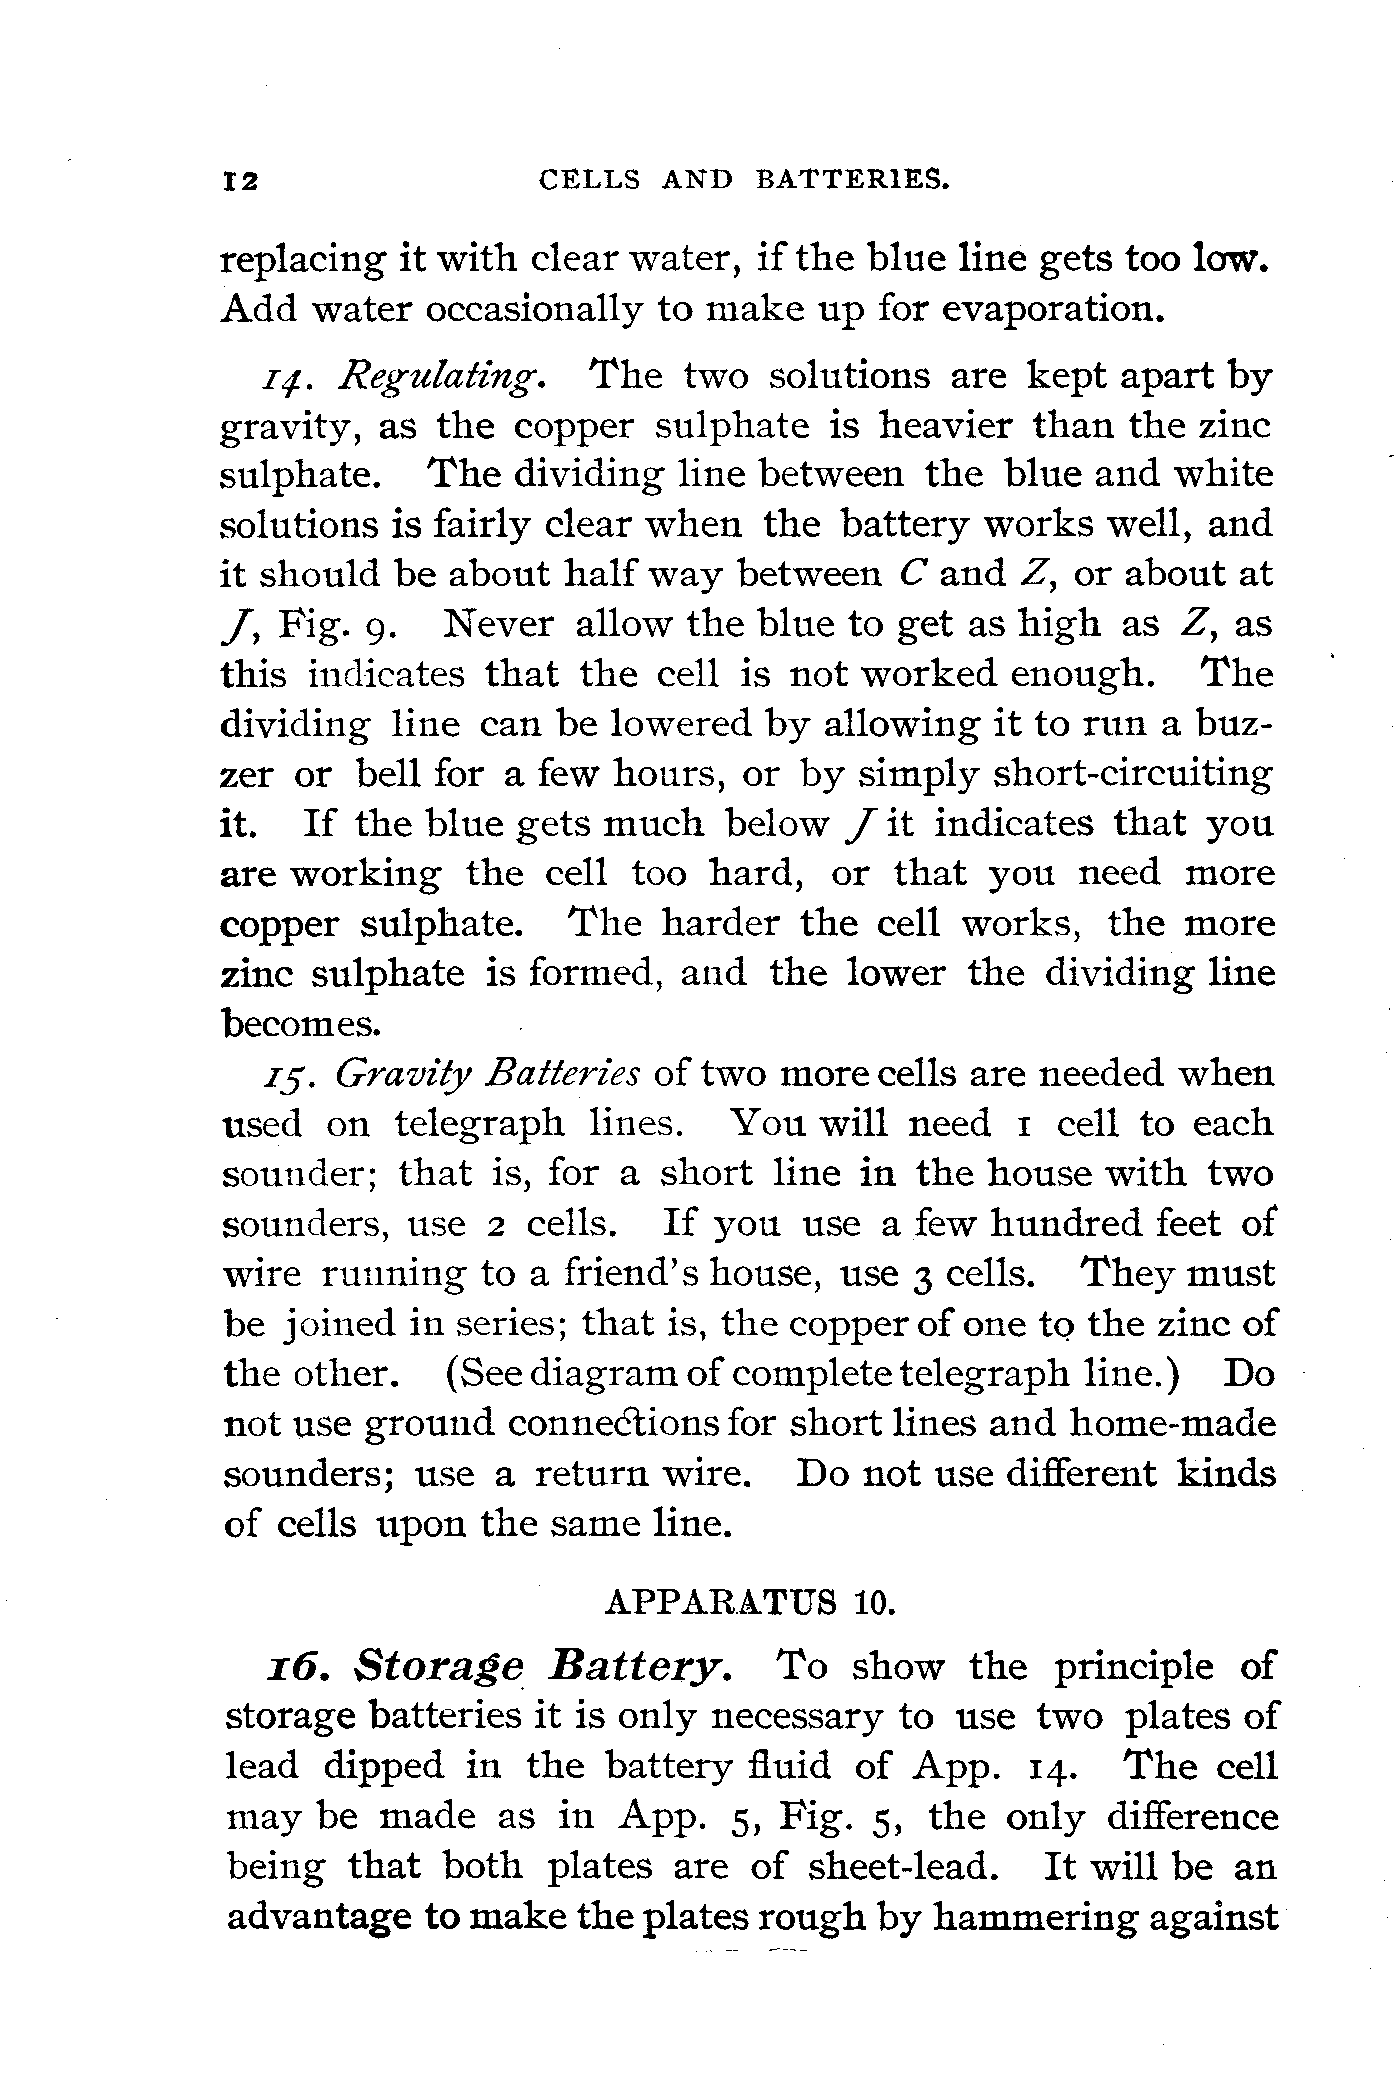 12 CELLS AND BATTERIES.
replacing it with clear water, if the blue line gets too low.
Add water occasionally to make up for evaporation.
14. Regulating. The two solutions are kept apart by
gravity, as the copper sulphate is heavier than the zinc
sulphate. The dividing line between the blue and white
solutions is fairly clear when the battery works well, and
it should be about half way between C and Z, or about at
J, Fig. 9. Never allow the blue to get as high as Z, as
this indicates that the cell is not worked enough. The
dividing line can be lowered by allowing it to run a buz-
zer or bell for a few hours, or by simply short-circuiting
it. If the blue gets much below J it indicates that you
are working the cell too hard, or that you need more
copper sulphate. The harder the cell works, the more
zinc sulphate is formed, and the lower the dividing line
becomes.
15. Gravity Batteries of two more cells are needed when
used on telegraph lines. You will need 1 cell to each
sounder; that is, for a short line in the house with two
sounders, use 2 cells. If you use a few hundred feet of
wire running to a friend's house, use 3 cells. They must
be joined in series; that is, the copper of one to the zinc of
the other. (See diagram of complete telegraph line.) Do
not use ground connections for short lines and home-made
sounders; use a return wire. Do not use different kinds
of cells upon the same line.
APPARATUS 10.
16. Storage Battery. To show the principle of
storage batteries it is only necessary to use two plates of
lead dipped in the battery fluid of App. 14. The cell
may be made as in App. 5, Fig. 5, the only difference
being that both plates are of sheet-lead. It will be an
advantage to make the plates rough by hammering against